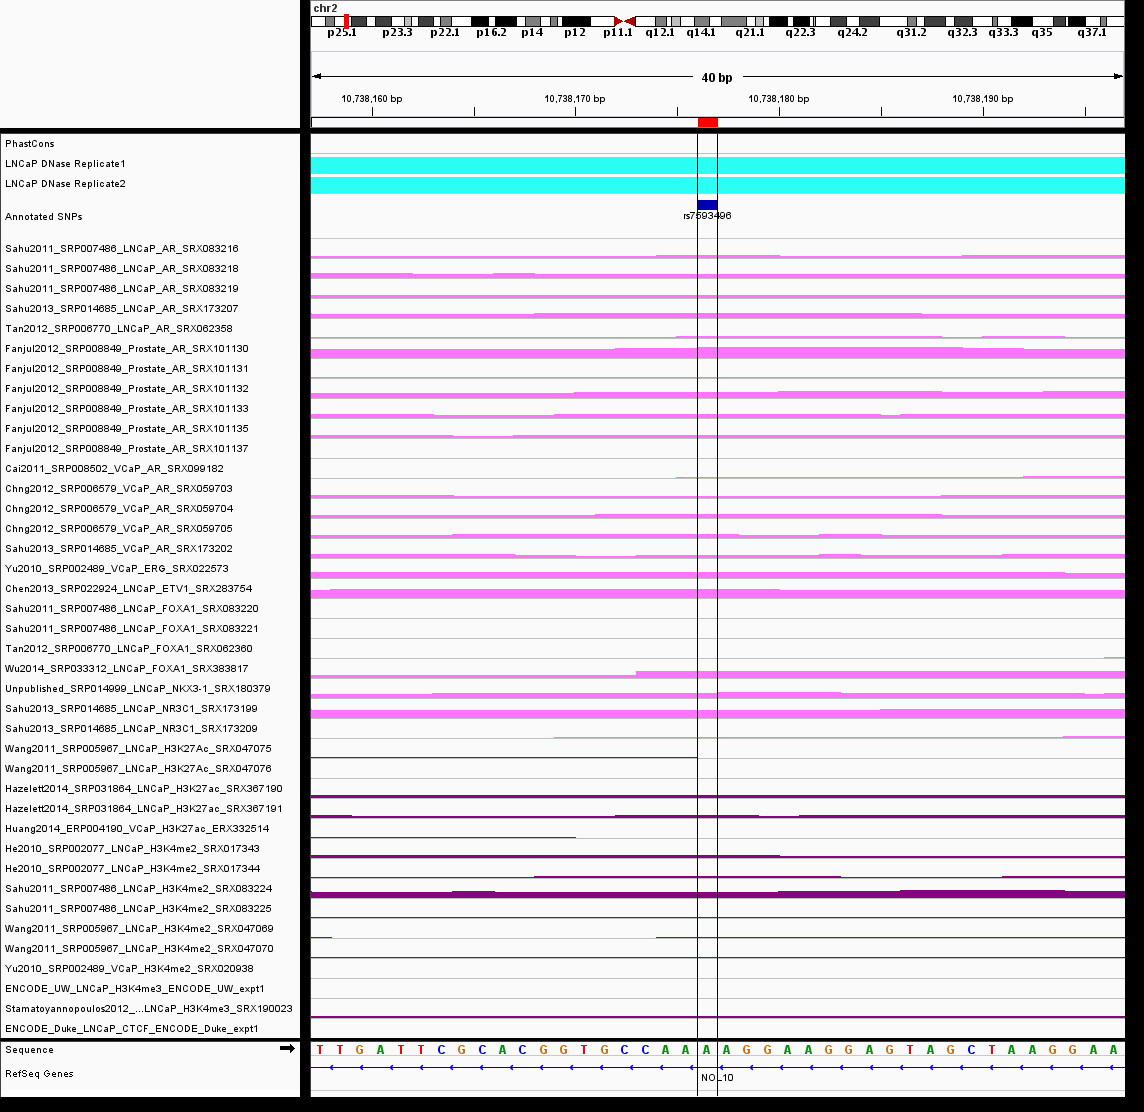 chr2
p25.1 p23.3 p22.1 p16.2 p14 p12 p11.1 q12.1 q14.1 q21.1 q22.3 q24.2 q31.2 q32.3 q33.3 q35 q37.1
40 bp
10,738,160 bp 10,738,170 bp 10,738,180 bp 10,738,190 bp
PhastCons
LNCaP DNase Replicate1
LNCaP DNase Replicate2
Annotated SNPs rs7593496
Sahu2011_SRP007486_LNCaP_AR_SRX083216
Sahu2011_SRP007486_LNCaP_AR_SRX083218
Sahu2011_SRP007486_LNCaP_AR_SRX083219
Sahu2013_SRP014685_LNCaP_AR_SRX173207
Tan2012_SRP006770_LNCaP_AR_SRX062358
Fanjul2012_SRP008849_Prostate_AR_SRX101130
Fanjul2012_SRP008849_Prostate_AR_SRX101131
Fanjul2012_SRP008849_Prostate_AR_SRX101132
Fanjul2012_SRP008849_Prostate_AR_SRX101133
Fanjul2012_SRP008849_Prostate_AR_SRX101135
Fanjul2012_SRP008849_Prostate_AR_SRX101137
Cai2011_SRP008502_VCaP_AR_SRX099182
Chng2012_SRP006579_VCaP_AR_SRX059703
Chng2012_SRP006579_VCaP_AR_SRX059704
Chng2012_SRP006579_VCaP_AR_SRX059705
Sahu2013_SRP014685_VCaP_AR_SRX173202
Yu2010_SRP002489_VCaP_ERG_SRX022573
Chen2013_SRP022924_LNCaP_ETV1_SRX283754
Sahu2011_SRP007486_LNCaP_FOXA1_SRX083220
Sahu2011_SRP007486_LNCaP_FOXA1_SRX083221
Tan2012_SRP006770_LNCaP_FOXA1_SRX062360
Wu2014_SRP033312_LNCaP_FOXA1_SRX383817
Unpublished_SRP014999_LNCaP_NKX3-1_SRX180379
Sahu2013_SRP014685_LNCaP_NR3C1_SRX173199
Sahu2013_SRP014685_LNCaP_NR3C1_SRX173209
Wang2011_SRP005967_LNCaP_H3K27Ac_SRX047075
Wang2011_SRP005967_LNCaP_H3K27Ac_SRX047076
Hazelett2014_SRP031864_LNCaP_H3K27ac_SRX367190
Hazelett2014_SRP031864_LNCaP_H3K27ac_SRX367191
Huang2014_ERP004190_VCaP_H3K27ac_ERX332514
He2010_SRP002077_LNCaP_H3K4me2_SRX017343
He2010_SRP002077_LNCaP_H3K4me2_SRX017344
Sahu2011_SRP007486_LNCaP_H3K4me2_SRX083224
Sahu2011_SRP007486_LNCaP_H3K4me2_SRX083225
Wang2011_SRP005967_LNCaP_H3K4me2_SRX047069
Wang2011_SRP005967_LNCaP_H3K4me2_SRX047070
Yu2010_SRP002489_VCaP_H3K4me2_SRX020938
ENCODE_UW_LNCaP_H3K4me3_ENCODE_UW_expt1
Stamatoyannopoulos2012_...LNCaP_H3K4me3_SRX190023
ENCODE_Duke_LNCaP_CTCF_ENCODE_Duke_expt1
Sequence T T G A T T C G C A C G G T G C C A A A A G G A A G G A G T A G C T A A G G A A
RefSeq Genes
NOL10